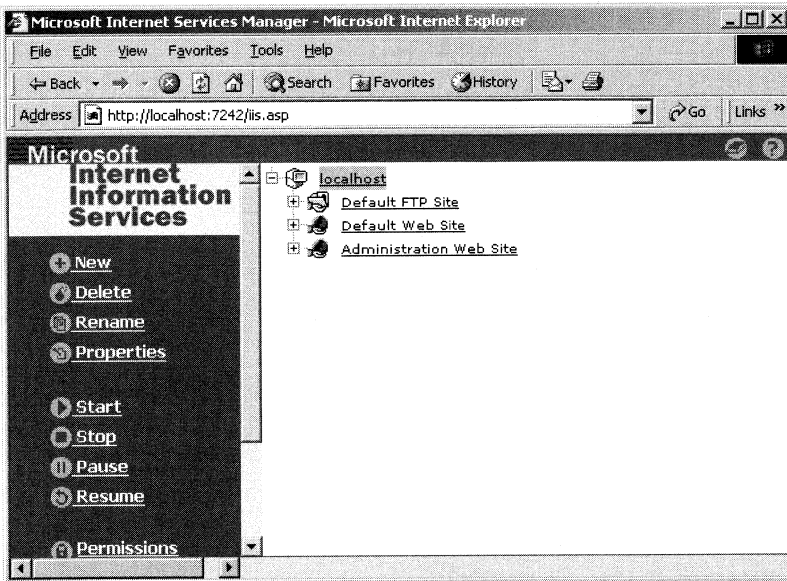 Microsoft Internet Services Manager - Microsoft Internet Explorer
File Edit View Favorites Tools Help
Back Search Favorites History
Address http://localhost:7242/iis.asp Go Links »
Microsoft
Internet
Information
Services
New
Delete
Rename
Properties
Start
Stop
Pause
Resume
Permissions
localhost
Default FTP Site
Default Web Site
Administration Web Site